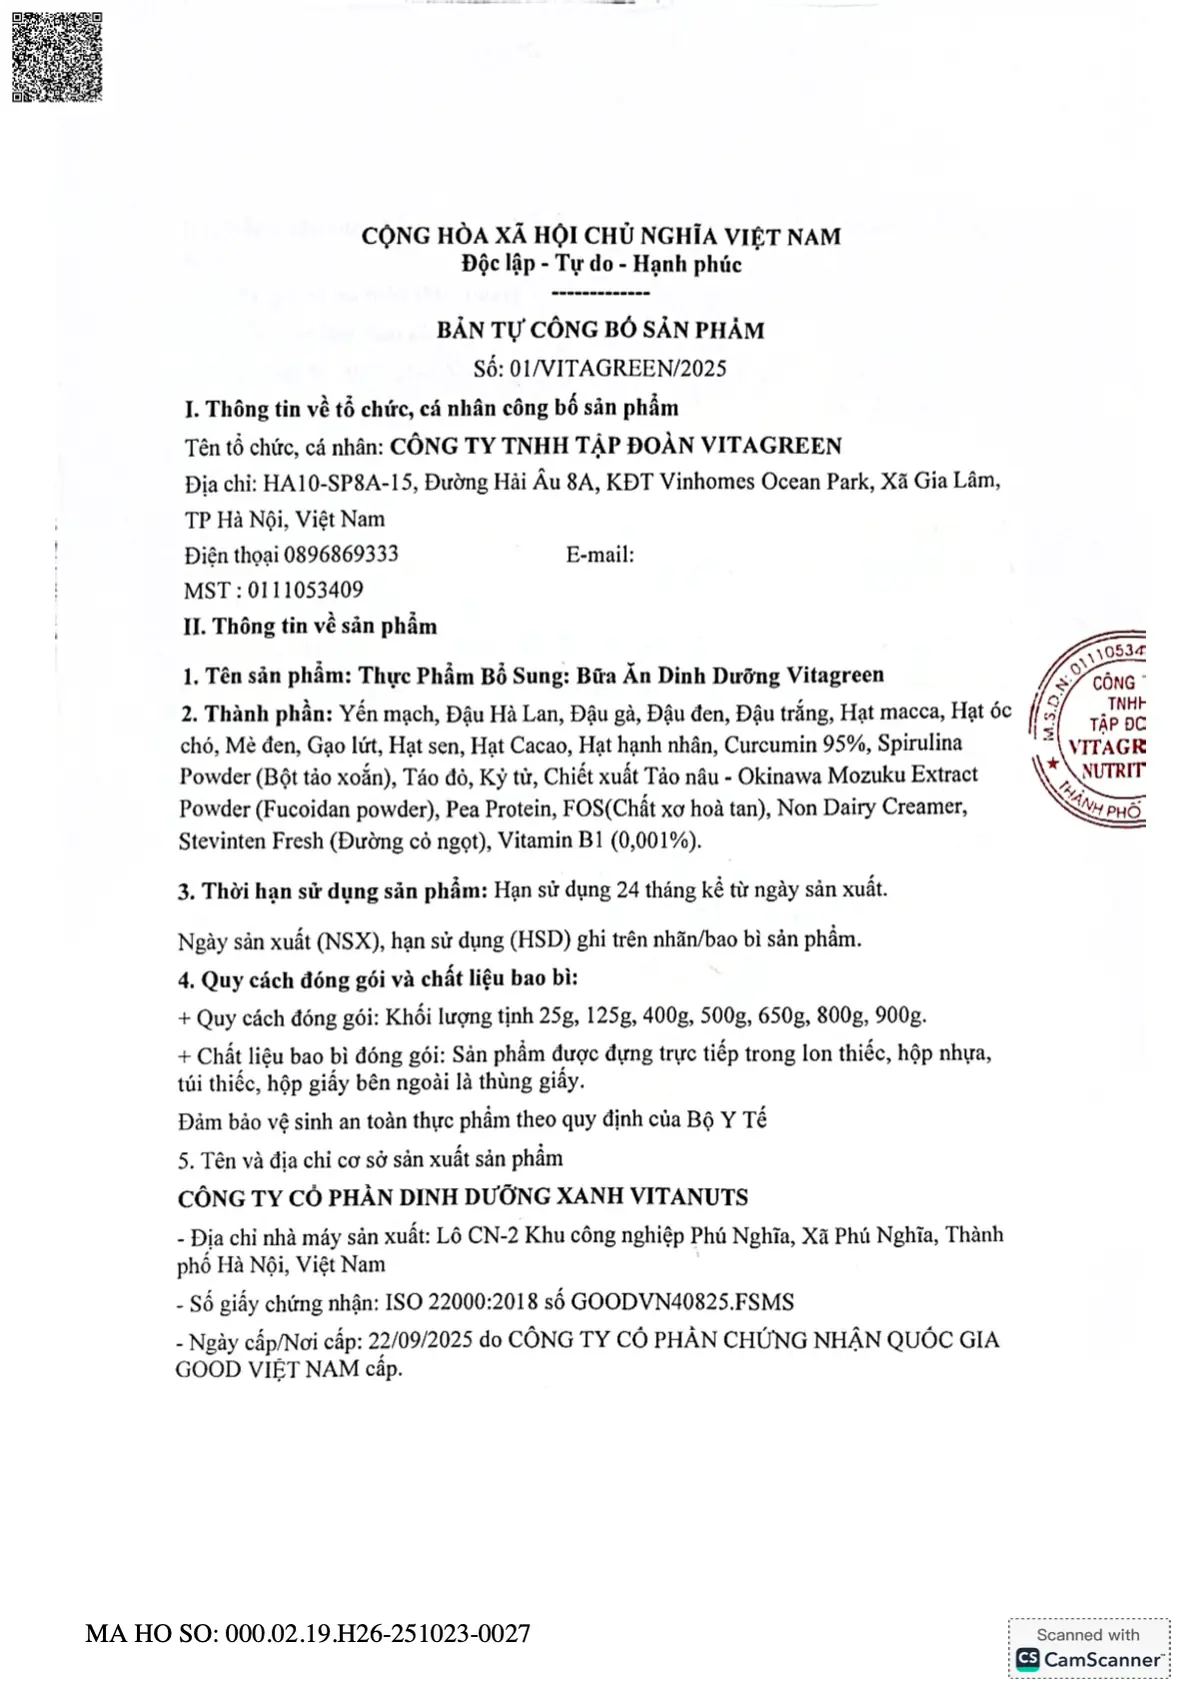 CỘNG HÒA XÃ HỘI CHỦ NGHĨA VIỆT NAM
Độc lập - Tự do - Hạnh phúc
-------------
BẢN TỰ CÔNG BỐ SẢN PHẨM
Số: 01/VITAGREEN/2025
I. Thông tin về tổ chức, cá nhân công bố sản phẩm
Tên tổ chức, cá nhân: CÔNG TY TNHH TẬP ĐOÀN VITAGREEN
Địa chỉ: HA10-SP8A-15, Đường Hải Âu 8A, KĐT Vinhomes Ocean Park, Xã Gia Lâm,
TP Hà Nội, Việt Nam
Điện thoại 0896869333 E-mail:
MST : 0111053409
II. Thông tin về sản phẩm
1. Tên sản phẩm: Thực Phẩm Bổ Sung: Bữa Ăn Dinh Dưỡng Vitagreen
2. Thành phần: Yến mạch, Đậu Hà Lan, Đậu gà, Đậu đen, Đậu trắng, Hạt macca, Hạt óc
chó, Mè đen, Gạo lứt, Hạt sen, Hạt Cacao, Hạt hạnh nhân, Curcumin 95%, Spirulina
Powder (Bột tảo xoắn), Táo đỏ, Kỷ tử, Chiết xuất Tảo nâu - Okinawa Mozuku Extract
Powder (Fucoidan powder), Pea Protein, FOS(Chất xơ hoà tan), Non Dairy Creamer,
Stevinten Fresh (Đường cỏ ngọt), Vitamin B1 (0,001%).
3. Thời hạn sử dụng sản phẩm: Hạn sử dụng 24 tháng kể từ ngày sản xuất.
Ngày sản xuất (NSX), hạn sử dụng (HSD) ghi trên nhãn/bao bì sản phẩm.
4. Quy cách đóng gói và chất liệu bao bì:
+ Quy cách đóng gói: Khối lượng tịnh 25g, 125g, 400g, 500g, 650g, 800g, 900g.
+ Chất liệu bao bì đóng gói: Sản phẩm được đựng trực tiếp trong lon thiếc, hộp nhựa,
túi thiếc, hộp giấy bên ngoài là thùng giấy.
Đảm bảo vệ sinh an toàn thực phẩm theo quy định của Bộ Y Tế
5. Tên và địa chỉ cơ sở sản xuất sản phẩm
CÔNG TY CỔ PHẦN DINH DƯỠNG XANH VITANUTS
- Địa chỉ nhà máy sản xuất: Lô CN-2 Khu công nghiệp Phú Nghĩa, Xã Phú Nghĩa, Thành
phố Hà Nội, Việt Nam
- Số giấy chứng nhận: ISO 22000:2018 số GOODVN40825.FSMS
- Ngày cấp/Nơi cấp: 22/09/2025 do CÔNG TY CỔ PHẦN CHỨNG NHẬN QUỐC GIA
GOOD VIỆT NAM cấp.
M.S.D.N: 01110534
CÔNG
TNHH
TẬP ĐO
VITAGR
NUTRIT
THÀNH PHỐ
MA HO SO: 000.02.19.H26-251023-0027
Scanned with
CS CamScanner